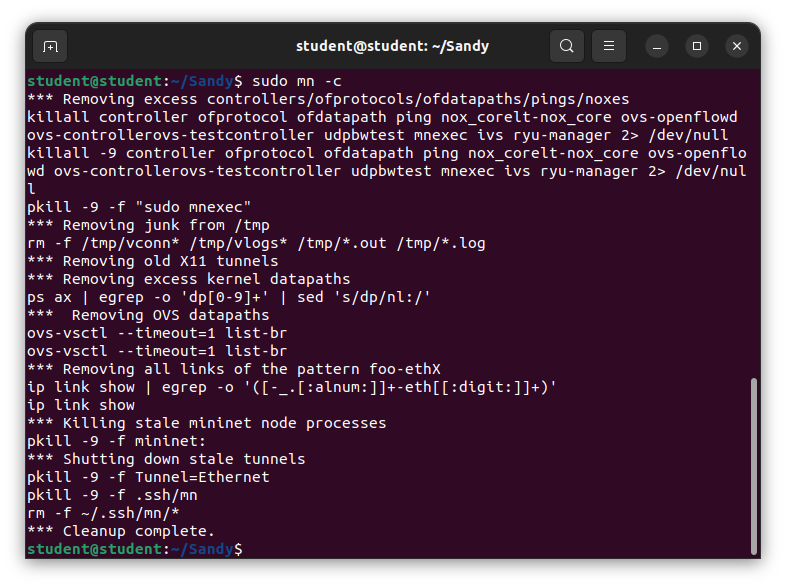 student@student: ~/Sandy
student@student:~/Sandy$ sudo mn -c
*** Removing excess controllers/ofprotocols/ofdatapaths/pings/noxes
killall controller ofprotocol ofdatapath ping nox_corelt-nox_core ovs-openflowd
ovs-controllerovs-testcontroller udpbwtest mnexec ivs ryu-manager 2> /dev/null
killall -9 controller ofprotocol ofdatapath ping nox_corelt-nox_core ovs-openflo
wd ovs-controllerovs-testcontroller udpbwtest mnexec ivs ryu-manager 2> /dev/nul
l
pkill -9 -f "sudo mnexec"
*** Removing junk from /tmp
rm -f /tmp/vconn* /tmp/vlogs* /tmp/*.out /tmp/*.log
*** Removing old X11 tunnels
*** Removing excess kernel datapaths
ps ax | egrep -o 'dp[0-9]+' | sed 's/dp/nl:/'
***  Removing OVS datapaths
ovs-vsctl --timeout=1 list-br
ovs-vsctl --timeout=1 list-br
*** Removing all links of the pattern foo-ethX
ip link show | egrep -o '([-_.[:alnum:]]+-eth[[:digit:]]+)'
ip link show
*** Killing stale mininet node processes
pkill -9 -f mininet:
*** Shutting down stale tunnels
pkill -9 -f Tunnel=Ethernet
pkill -9 -f .ssh/mn
rm -f ~/.ssh/mn/*
*** Cleanup complete.
student@student:~/Sandy$